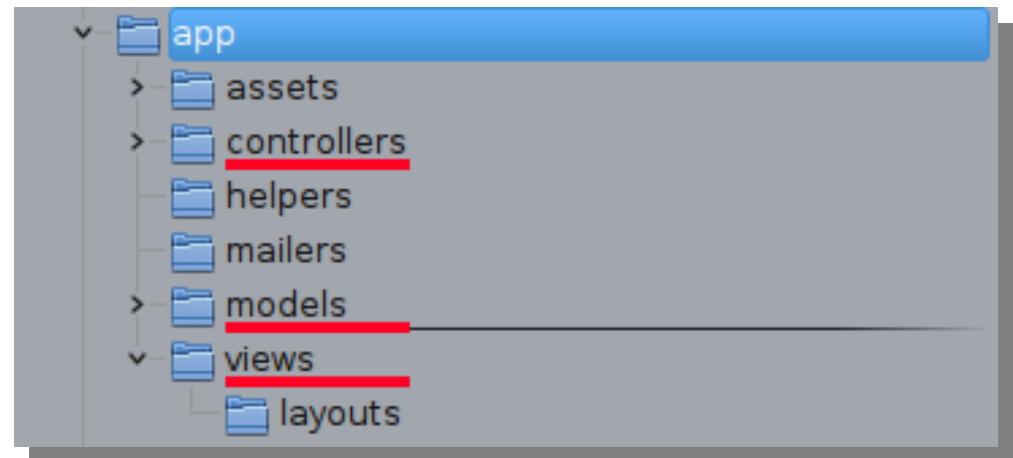 app
assets
controllers
helpers
mailers
models
views
layouts